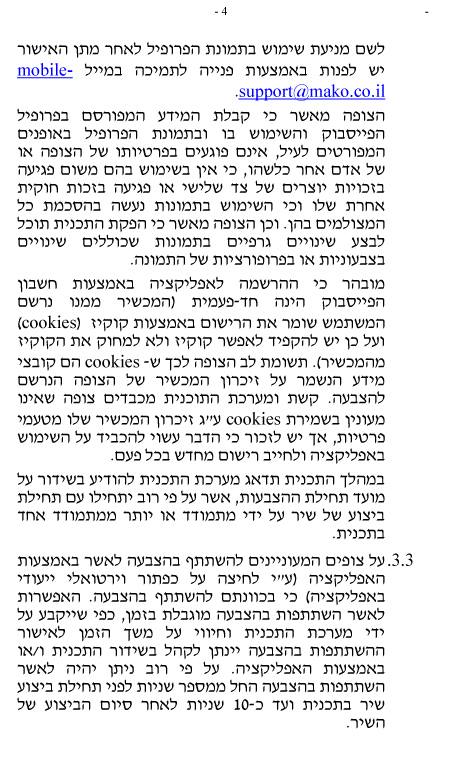 - 4 -
לשם מניעת שימוש בתמונת הפרופיל לאחר מתן האישור
יש לפנות באמצעות פנייה לתמיכה במייל mobile-
support@mako.co.il.
הצופה מאשר כי קבלת המידע המפורסם בפרופיל
הפייסבוק והשימוש בו ובתמונת הפרופיל באופנים
המפורטים לעיל, אינם פוגעים בפרטיותו של הצופה או
של אדם אחר כלשהו, כי אין בשימוש בהם משום פגיעה
בזכויות יוצרים של צד שלישי או פגיעה בזכות חוקית
אחרת שלו וכי השימוש בתמונות נעשה בהסכמת כל
המצולמים בהן. וכן הצופה מאשר כי הפקת התכנית תוכל
לבצע שינויים גרפיים בתמונות שכוללים שינויים
בצבעוניות או בפרופורציות של התמונה.
מובהר כי ההרשמה לאפליקציה באמצעות חשבון
הפייסבוק הינה חד-פעמית (המכשיר ממנו נרשם
המשתמש שומר את הרישום באמצעות קוקיז (cookies)
ועל כן יש להקפיד לאפשר קוקיז ולא למחוק את הקוקיז
מהמכשיר). תשומת לב הצופה לכך ש- cookies הם קובצי
מידע הנשמר על זיכרון המכשיר של הצופה הנרשם
להצבעה. קשת ומערכת התוכנית מכבדים צופה שאינו
מעונין בשמירת cookies ע״ג זיכרון המכשיר שלו מטעמי
פרטיות, אך יש לזכור כי הדבר עשוי להכביד על השימוש
באפליקציה ולחייב רישום מחדש בכל פעם.
במהלך התכנית תדאג מערכת התכנית להודיע בשידור על
מועד תחילת ההצבעות, אשר על פי רוב יתחילו עם תחילת
ביצוע של שיר על ידי מתמודד או יותר ממתמודד אחד
בתכנית.
3.3. על צופים המעוניינים להשתתף בהצבעה לאשר באמצעות
האפליקציה (ע״י לחיצה על כפתור וירטואלי ייעודי
באפליקציה) כי בכוונתם להשתתף בהצבעה. האפשרות
לאשר השתתפות בהצבעה מוגבלת בזמן, כפי שייקבע על
ידי מערכת התכנית וחיווי על משך הזמן לאישור
ההשתתפות בהצבעה יינתן לקהל בשידור התכנית ו/או
באמצעות האפליקציה. על פי רוב ניתן יהיה לאשר
השתתפות בהצבעה החל ממספר שניות לפני תחילת ביצוע
שיר בתכנית ועד כ-10 שניות לאחר סיום הביצוע של
השיר.